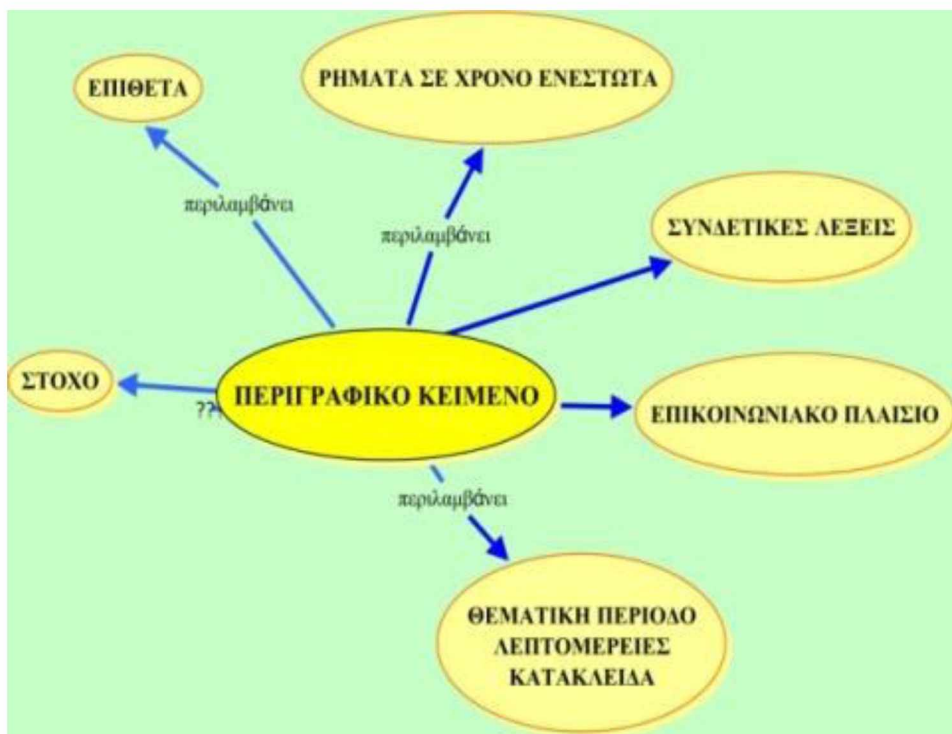 ΡΗΜΑΤΑ ΣΕ ΧΡΟΝΟ ΕΝΕΣΤΩΤΑ
ΕΠΙΘΕΤΑ
περιλαμβάνει
περιλαμβάνει
ΣΥΝΔΕΤΙΚΕΣ ΛΕΞΕΙΣ
ΣΤΟΧΟ
??
ΠΕΡΙΓΡΑΦΙΚΟ ΚΕΙΜΕΝΟ
ΕΠΙΚΟΙΝΩΝΙΑΚΟ ΠΛΑΙΣΙΟ
περιλαμβάνει
ΘΕΜΑΤΙΚΗ ΠΕΡΙΟΔΟ
ΛΕΠΤΟΜΕΡΕΙΕΣ
ΚΑΤΑΚΛΕΙΔΑ